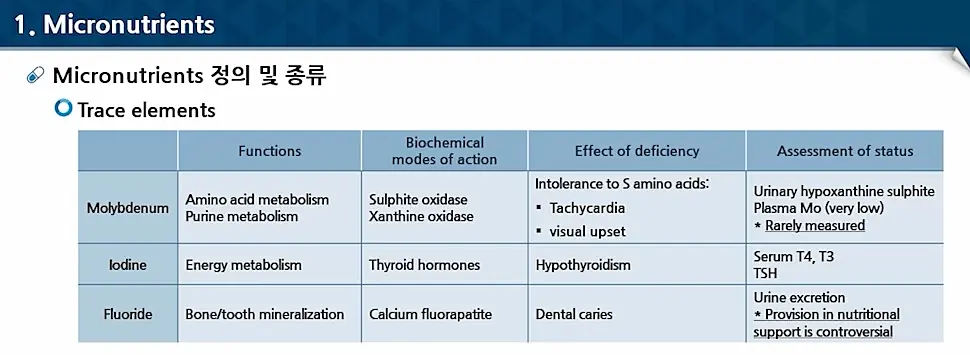 1. Micronutrients
Micronutrients 정의 및 종류
Trace elements
Functions
Biochemical
modes of action
Effect of deficiency
Assessment of status
Molybdenum
Amino acid metabolism
Purine metabolism
Sulphite oxidase
Xanthine oxidase
Intolerance to S amino acids:
▪ Tachycardia
▪ visual upset
Urinary hypoxanthine sulphite
Plasma Mo (very low)
* Rarely measured
Iodine
Energy metabolism
Thyroid hormones
Hypothyroidism
Serum T4, T3
TSH
Fluoride
Bone/tooth mineralization
Calcium fluorapatite
Dental caries
Urine excretion
* Provision in nutritional
support is controversial